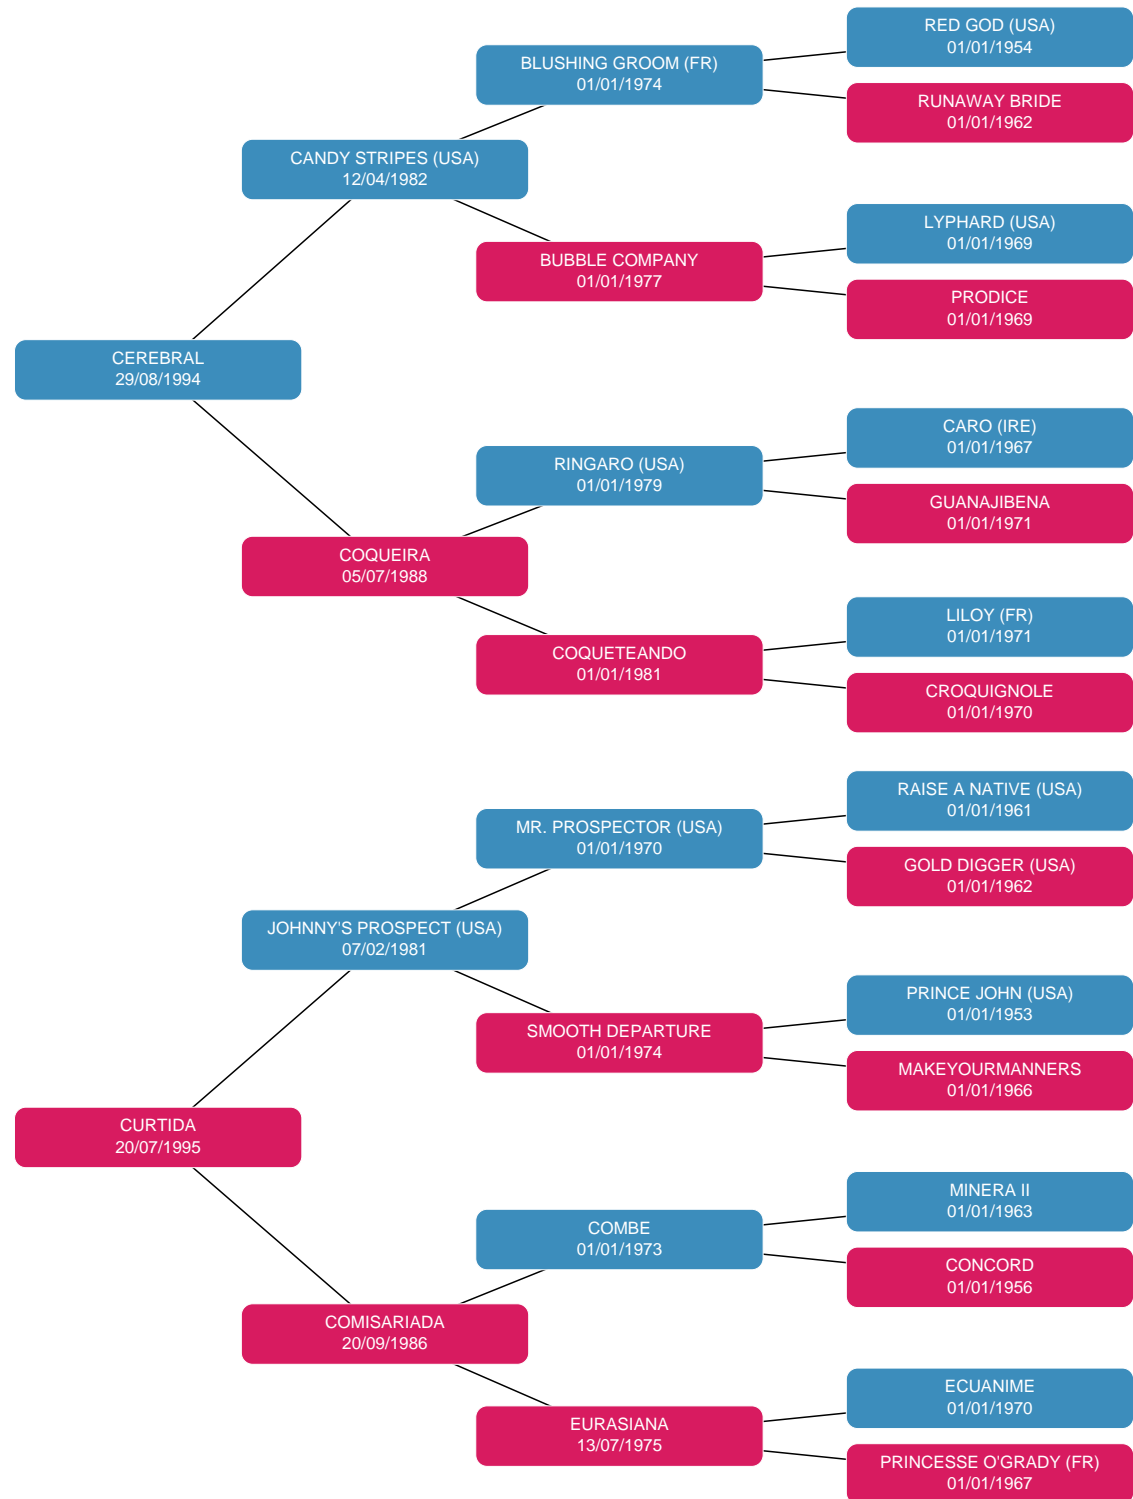 RED GOD (USA)
01/01/1954
BLUSHING GROOM (FR)
01/01/1974
RUNAWAY BRIDE
01/01/1962
CANDY STRIPES (USA)
12/04/1982
LYPHARD (USA)
01/01/1969
BUBBLE COMPANY
01/01/1977
PRODICE
01/01/1969
CEREBRAL
29/08/1994
CARO (IRE)
01/01/1967
RINGARO (USA)
01/01/1979
GUANAJIBENA
01/01/1971
COQUEIRA
05/07/1988
LILOY (FR)
01/01/1971
COQUETEANDO
01/01/1981
CROQUIGNOLE
01/01/1970
RAISE A NATIVE (USA)
01/01/1961
MR. PROSPECTOR (USA)
01/01/1970
GOLD DIGGER (USA)
01/01/1962
JOHNNY'S PROSPECT (USA)
07/02/1981
PRINCE JOHN (USA)
01/01/1953
SMOOTH DEPARTURE
01/01/1974
MAKEYOURMANNERS
01/01/1966
CURTIDA
20/07/1995
MINERA II
01/01/1963
COMBE
01/01/1973
CONCORD
01/01/1956
COMISARIADA
20/09/1986
ECUANIME
01/01/1970
EURASIANA
13/07/1975
PRINCESSE O'GRADY (FR)
01/01/1967